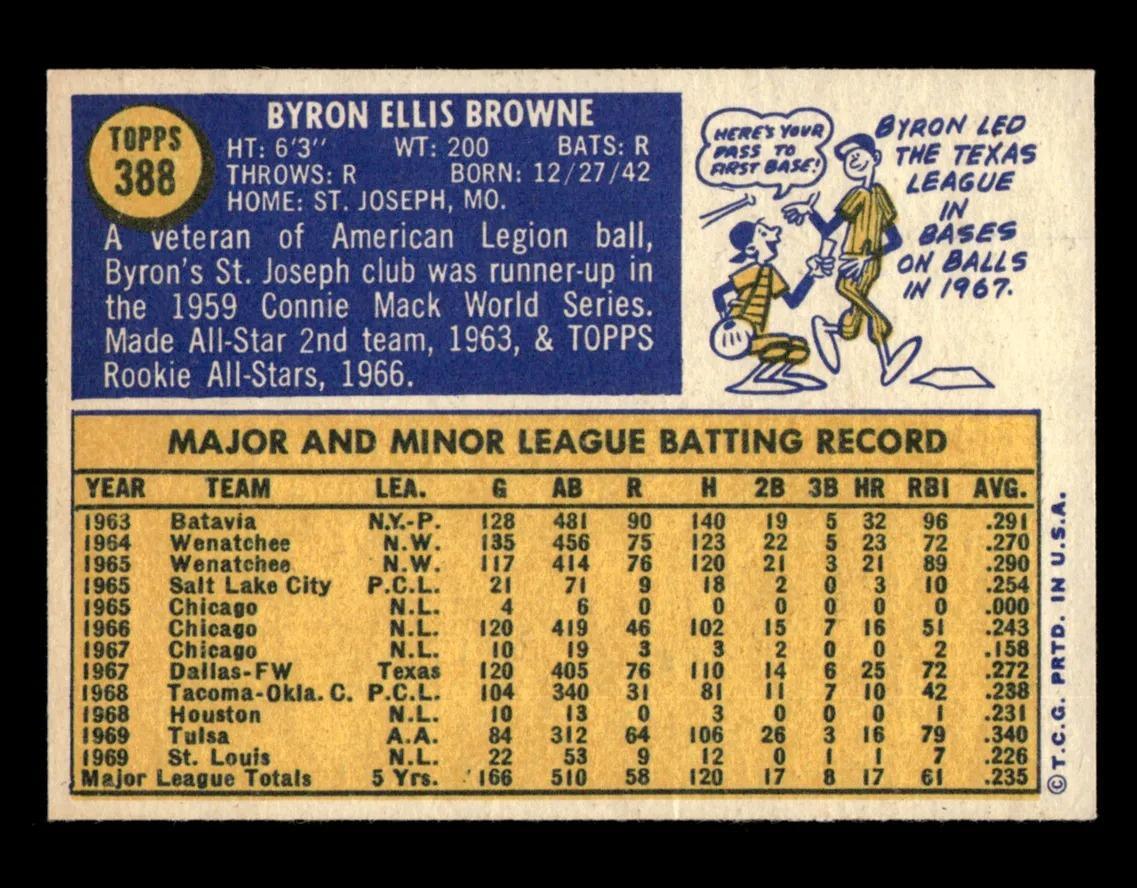 TOPPS
388
BYRON ELLIS BROWNE
HT: 6'3" WT: 200 BATS: R
THROWS: R BORN: 12/27/42
HOME: ST. JOSEPH, MO.
A veteran of American Legion ball,
Byron's St. Joseph club was runner-up in
the 1959 Connie Mack World Series.
Made All-Star 2nd team, 1963, & TOPPS
Rookie All-Stars, 1966.
HERE'S YOUR
PASS TO
FIRST BASE!
BYRON LED
THE TEXAS
LEAGUE
IN
BASES
ON BALLS
IN 1967.
MAJOR AND MINOR LEAGUE BATTING RECORD
YEAR TEAM LEA. G AB R H 2B 3B HR RBI AVG.
1963 Batavia N.Y.-P. 128 481 90 140 19 5 32 96 .291
1964 Wenatchee N.W. 135 456 75 123 22 5 23 72 .270
1965 Wenatchee N.W. 117 414 76 120 21 3 21 89 .290
1965 Salt Lake City P.C.L. 21 71 9 18 2 0 3 10 .254
1965 Chicago N.L. 4 6 0 0 0 0 0 0 .000
1966 Chicago N.L. 120 419 46 102 15 7 16 51 .243
1967 Chicago N.L. 10 19 3 3 2 0 0 2 .158
1967 Dallas-FW Texas 120 405 76 110 14 6 25 72 .272
1968 Tacoma-Okla. C. P.C.L. 104 340 31 81 11 7 10 42 .238
1968 Houston N.L. 10 13 0 3 0 0 0 1 .231
1969 Tulsa A.A. 84 312 64 106 26 3 16 79 .340
1969 St. Louis N.L. 22 53 9 12 0 1 1 7 .226
Major League Totals 5 Yrs. 166 510 58 120 17 8 17 61 .235
©T.C.G. PRTD. IN U.S.A.